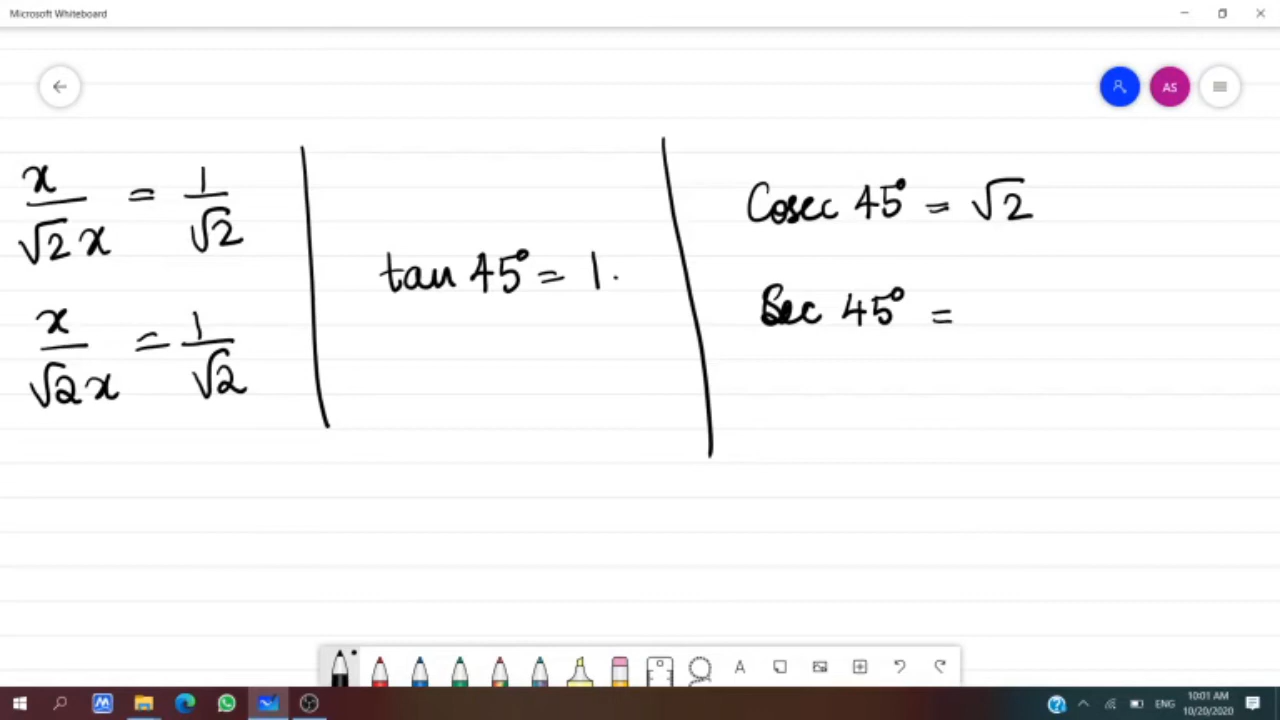 Microsoft Whiteboard
AS
x/√2x = 1/√2
x/√2x = 1/√2
tan 45° = 1.
Cosec 45° = √2
Sec 45° =
A
ENG
10:01 AM
10/20/2020